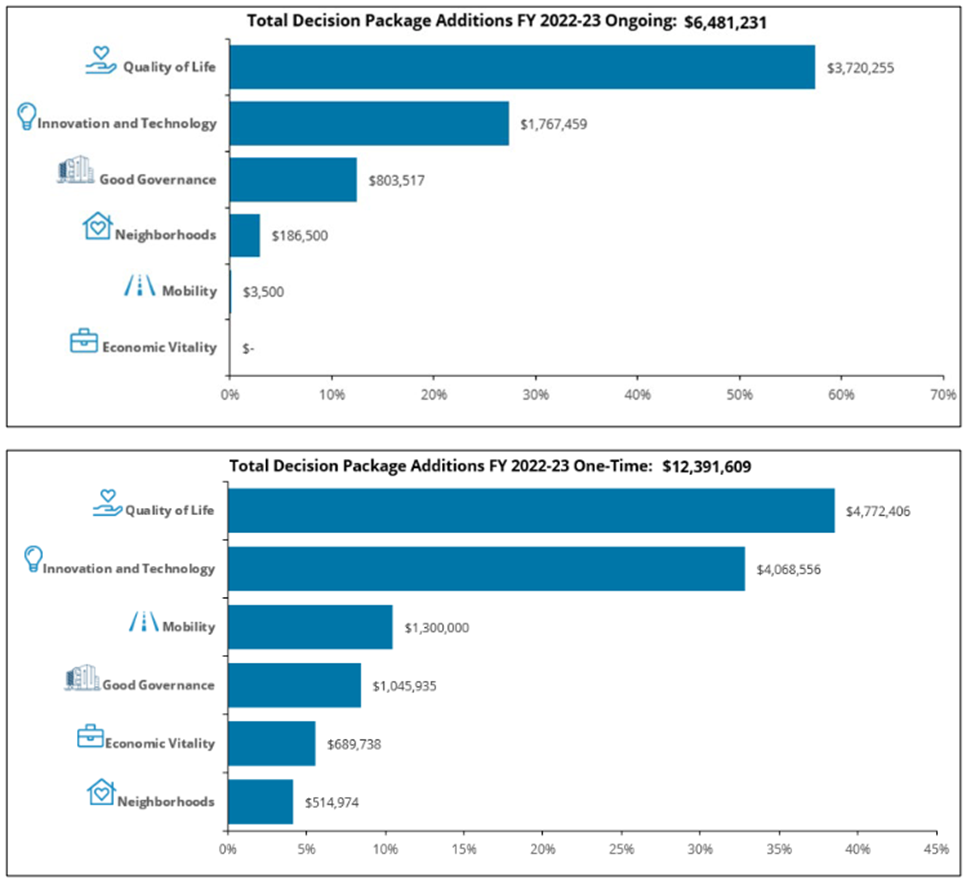 Total Decision Package Additions FY 2022-23 Ongoing: $6,481,231
Quality of Life $3,720,255
Innovation and Technology $1,767,459
Good Governance $803,517
Neighborhoods $186,500
Mobility $3,500
Economic Vitality $-
0% 10% 20% 30% 40% 50% 60% 70%
Total Decision Package Additions FY 2022-23 One-Time: $12,391,609
Quality of Life $4,772,406
Innovation and Technology $4,068,556
Mobility $1,300,000
Good Governance $1,045,935
Economic Vitality $689,738
Neighborhoods $514,974
0% 5% 10% 15% 20% 25% 30% 35% 40% 45%